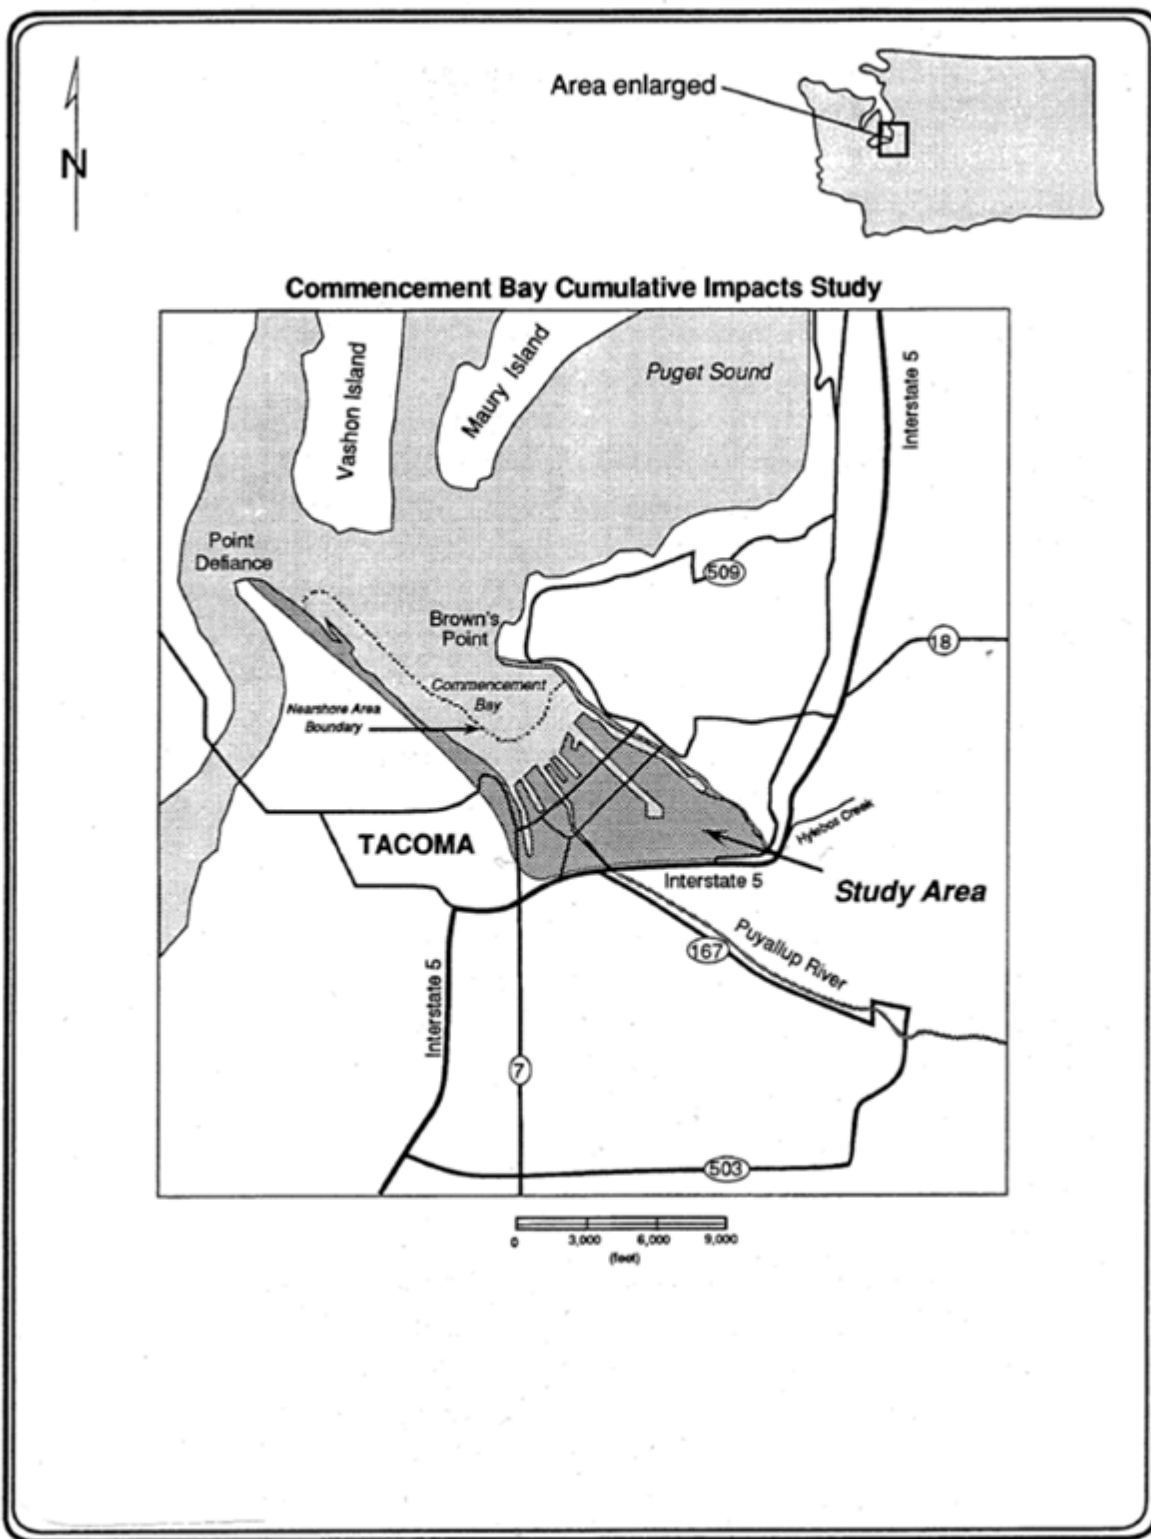 Area enlarged
N
Commencement Bay Cumulative Impacts Study
Vashon Island
Maury Island
Puget Sound
Interstate 5
Point
Defiance
509
Brown's
Point
18
Commencement
Bay
Nearshore Area
Boundary
TACOMA
Hylebos Creek
Interstate 5
Study Area
167
Puyallup River
Interstate 5
7
503
0 3,000 6,000 9,000
(feet)